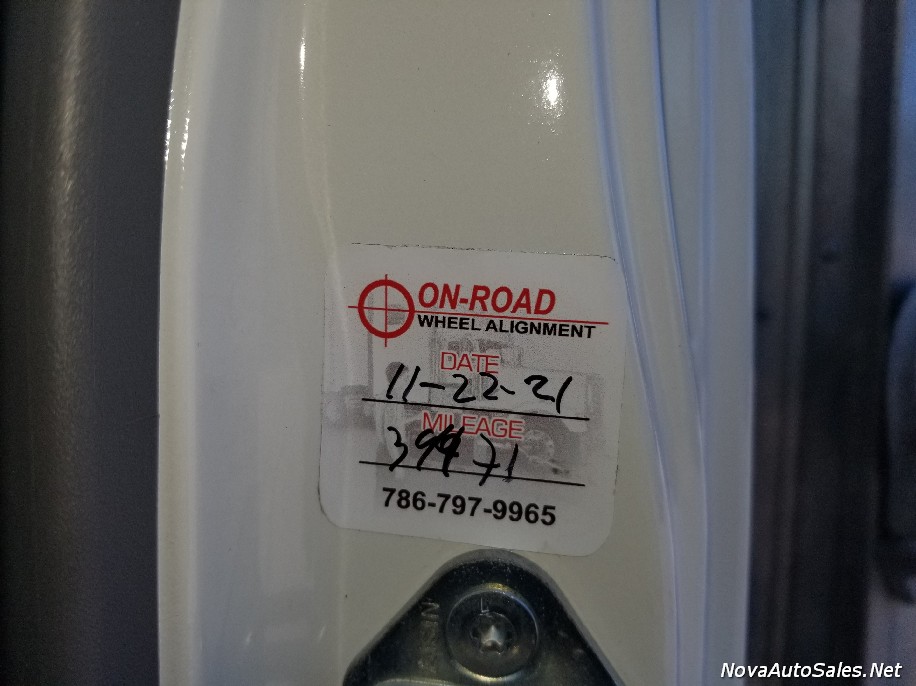 ON-ROAD
WHEEL ALIGNMENT
DATE
11-22-21
MILEAGE
786-797-9965
NovaAutoSales.Net